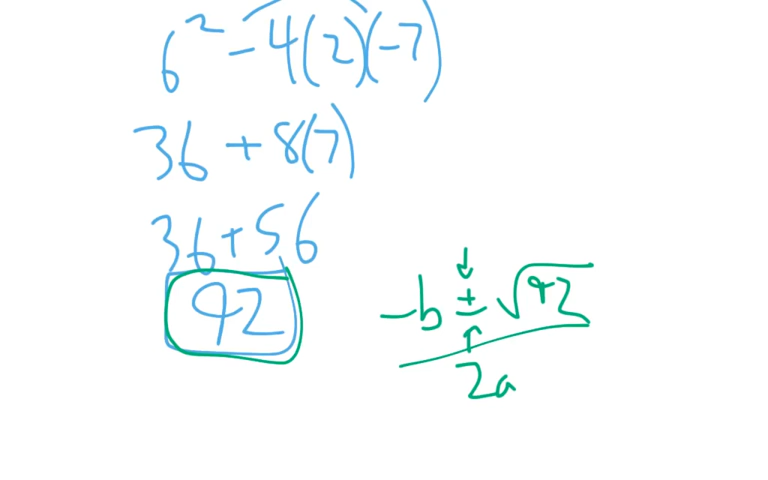 6² - 4(2)(-7)
36 + 8(7)
36 + 56
92
-b ± √92
2a